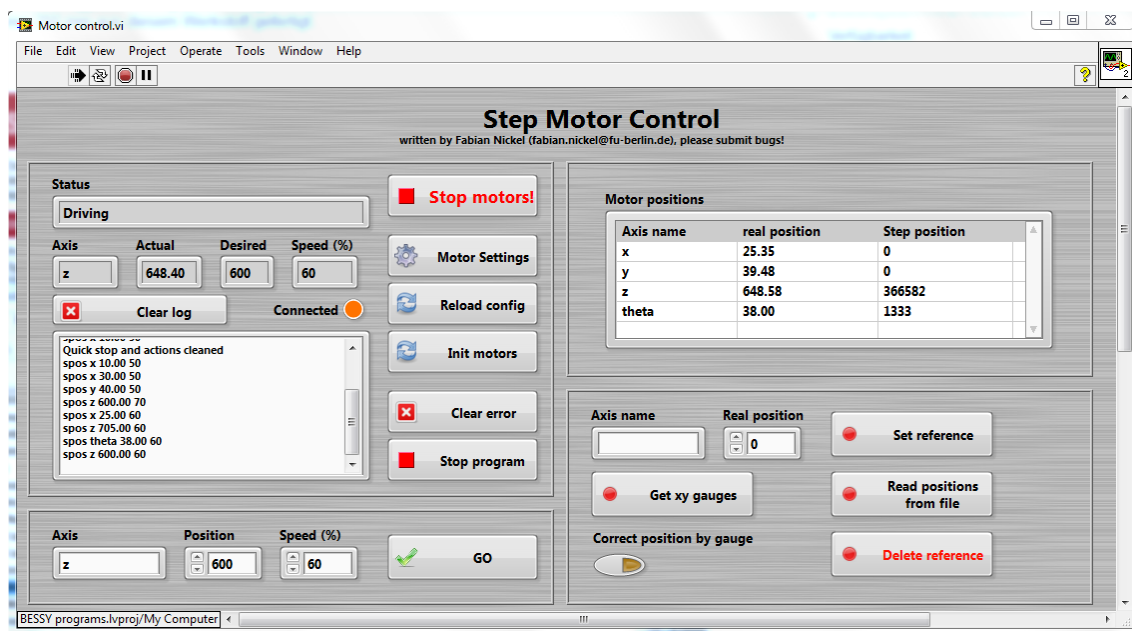 Motor control.vi
File Edit View Project Operate Tools Window Help
2
Step Motor Control
written by Fabian Nickel (fabian.nickel@fu-berlin.de), please submit bugs!
Status
Driving
Stop motors!
Axis Actual Desired Speed (%)
z 648.40 600 60
Motor Settings
Clear log
Connected
Reload config
Quick stop and actions cleaned
spos x 10.00 50
spos x 30.00 50
spos y 40.00 50
spos z 600.00 70
spos x 25.00 60
spos z 705.00 60
spos theta 38.00 60
spos z 600.00 60
Init motors
Clear error
Stop program
Axis Position Speed (%)
z 600 60
GO
Motor positions
Axis name real position Step position
x 25.35 0
y 39.48 0
z 648.58 366582
theta 38.00 1333
Axis name Real position
0
Set reference
Get xy gauges
Read positions
from file
Correct position by gauge
Delete reference
BESSY programs.lvproj/My Computer